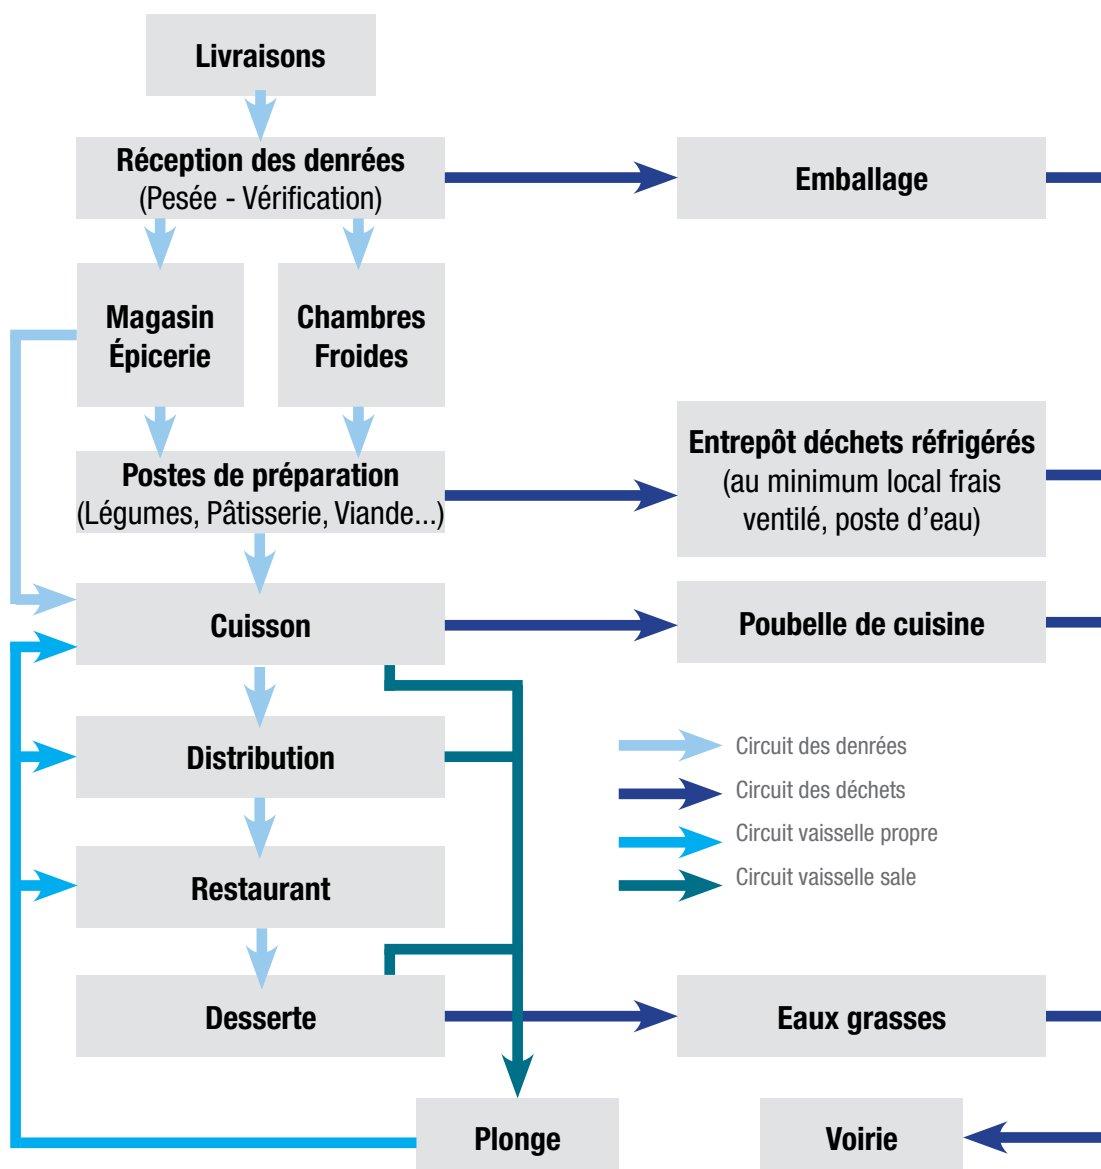 Livraisons
Réception des denrées
(Pesée - Vérification)
Emballage
Magasin
Épicerie
Chambres
Froides
Postes de préparation
(Légumes, Pâtisserie, Viande...)
Entrepôt déchets réfrigérés
(au minimum local frais
ventilé, poste d'eau)
Cuisson
Poubelle de cuisine
Distribution
Circuit des denrées
Circuit des déchets
Circuit vaisselle propre
Circuit vaisselle sale
Restaurant
Desserte
Eaux grasses
Plonge
Voirie